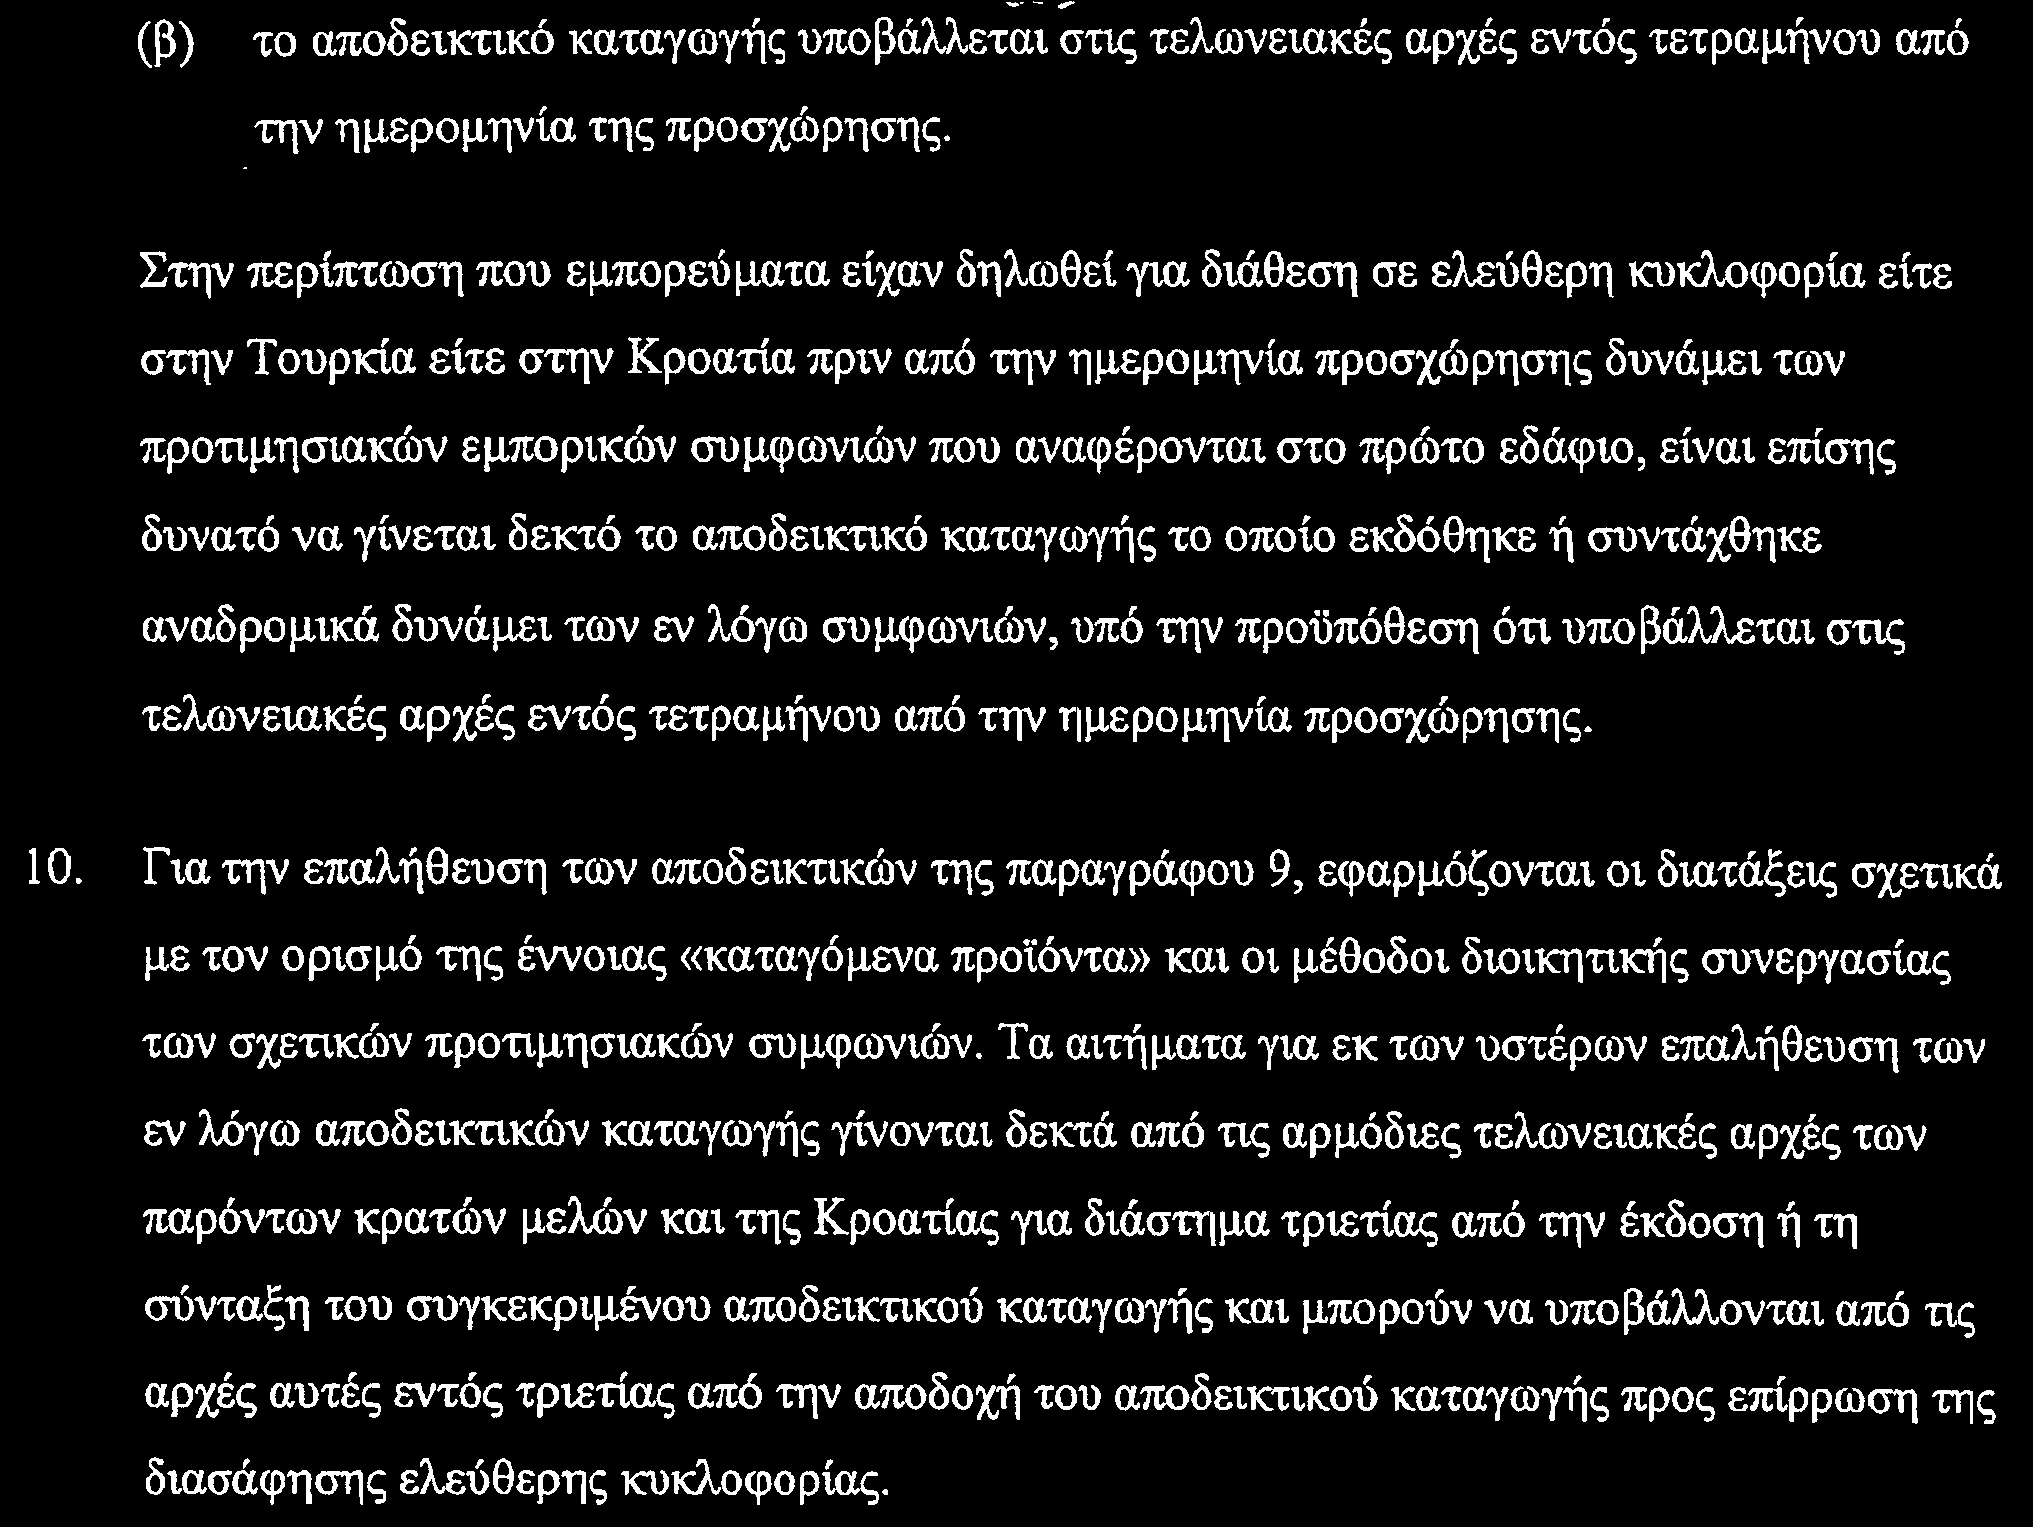 (β) το αποδεικτικό καταγωγής υποβάλλεται στις τελωνειακές αρχές εντός τετραμήνου από
την ημερομηνία της προσχώρησης.
Στην περίπτωση που εμπορεύματα είχαν δηλωθεί για διάθεση σε ελεύθερη κυκλοφορία είτε
στην Τουρκία είτε στην Κροατία πριν από την ημερομηνία προσχώρησης δυνάμει των
προτιμησιακών εμπορικών συμφωνιών που αναφέρονται στο πρώτο εδάφιο, είναι επίσης
δυνατό να γίνεται δεκτό το αποδεικτικό καταγωγής το οποίο εκδόθηκε ή συντάχθηκε
αναδρομικά δυνάμει των εν λόγω συμφωνιών, υπό την προϋπόθεση ότι υποβάλλεται στις
τελωνειακές αρχές εντός τετραμήνου από την ημερομηνία προσχώρησης.
10. Για την επαλήθευση των αποδεικτικών της παραγράφου 9, εφαρμόζονται οι διατάξεις σχετικά
με τον ορισμό της έννοιας «καταγόμενα προϊόντα» και οι μέθοδοι διοικητικής συνεργασίας
των σχετικών προτιμησιακών συμφωνιών. Τα αιτήματα για εκ των υστέρων επαλήθευση των
εν λόγω αποδεικτικών καταγωγής γίνονται δεκτά από τις αρμόδιες τελωνειακές αρχές των
παρόντων κρατών μελών και της Κροατίας για διάστημα τριετίας από την έκδοση ή τη
σύνταξη του συγκεκριμένου αποδεικτικού καταγωγής και μπορούν να υποβάλλονται από τις
αρχές αυτές εντός τριετίας από την αποδοχή του αποδεικτικού καταγωγής προς επίρρωση της
διασάφησης ελεύθερης κυκλοφορίας.